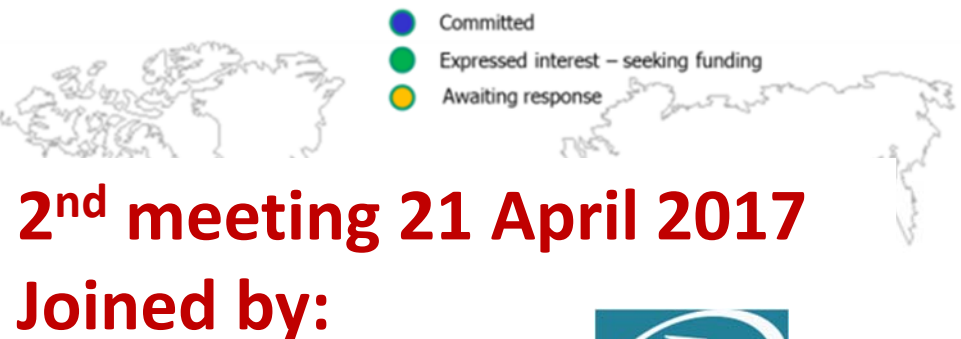 Committed
Expressed interest – seeking funding
Awaiting response
2nd meeting 21 April 2017
Joined by: